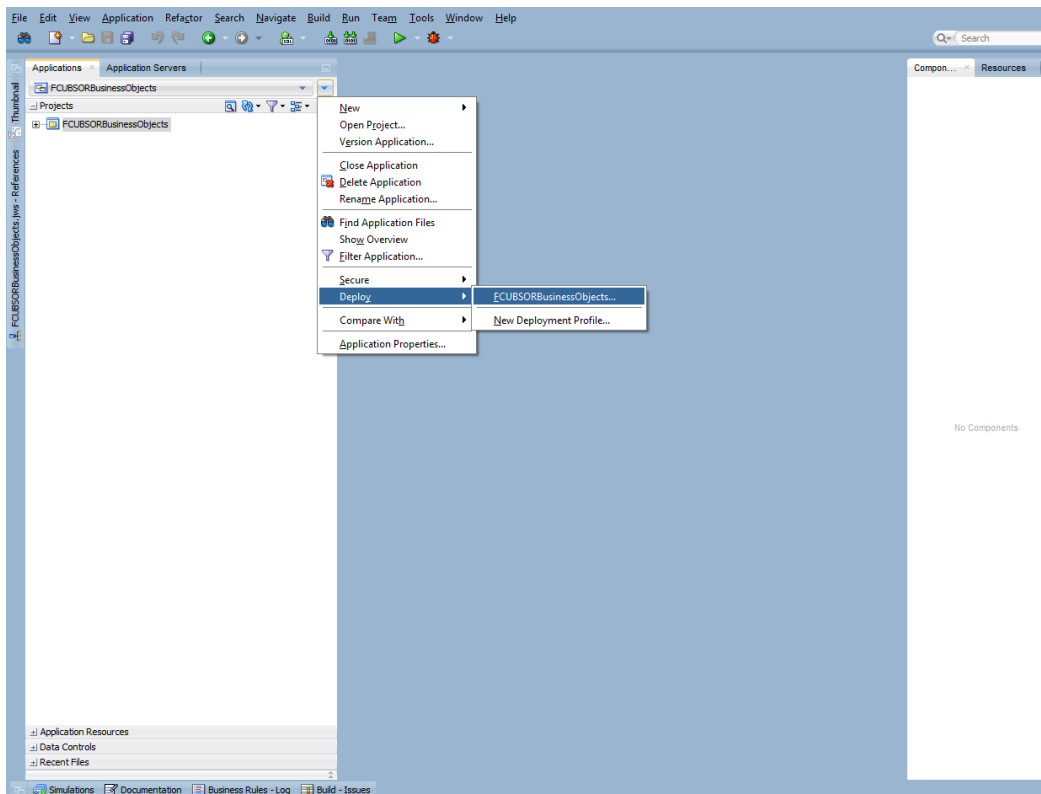 File Edit View Application Refactor Search Navigate Build Run Team Tools Window Help
Search
Applications Application Servers
Compon... Resources
FCUBSORBusinessObjects
Projects
FCUBSORBusinessObjects
Thumbnail
FCUBSORBusinessObjects.jws - References
New
Open Project...
Version Application...
Close Application
Delete Application
Rename Application...
Find Application Files
Show Overview
Filter Application...
Secure
Deploy
FCUBSORBusinessObjects...
Compare With
New Deployment Profile...
Application Properties...
No Components
Application Resources
Data Controls
Recent Files
Simulations Documentation Business Rules - Log Build - Issues